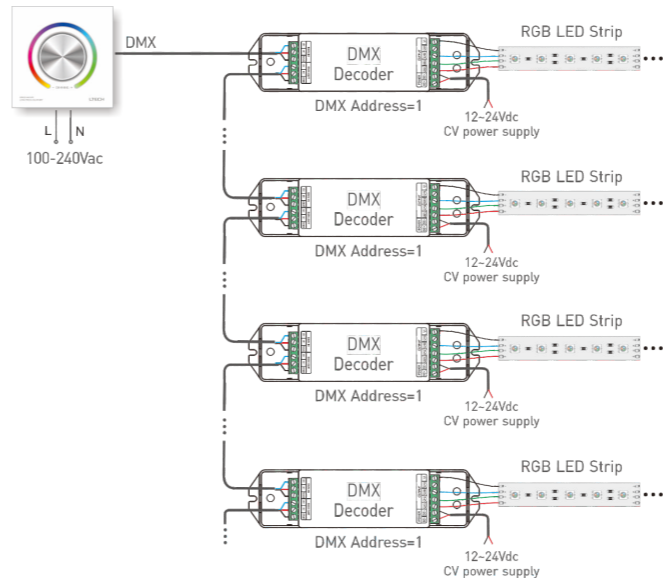 DMX
L
N
100-240Vac
DMX
Decoder
DMX Address=1
RGB LED Strip
12~24Vdc
CV power supply
DMX
Decoder
DMX Address=1
RGB LED Strip
12~24Vdc
CV power supply
DMX
Decoder
DMX Address=1
RGB LED Strip
12~24Vdc
CV power supply
DMX
Decoder
DMX Address=1
RGB LED Strip
12~24Vdc
CV power supply